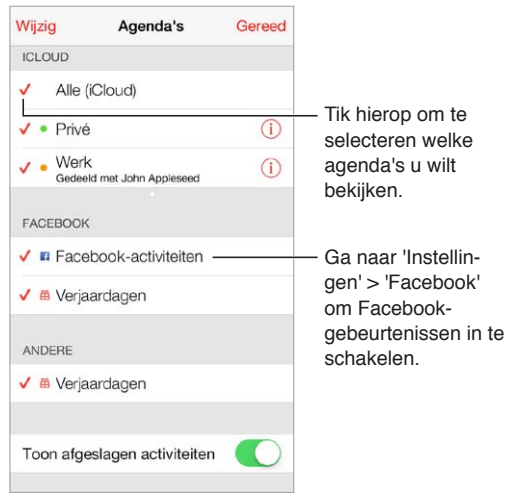 Wijzig Agenda's Gereed
ICLOUD
Alle (iCloud)
Privé
Werk
Gedeeld met John Appleseed
FACEBOOK
Facebook-activiteiten
Verjaardagen
ANDERE
Verjaardagen
Toon afgeslagen activiteiten
Tik hierop om te
selecteren welke
agenda's u wilt
bekijken.
Ga naar 'Instellin-
gen' > 'Facebook'
om Facebook-
gebeurtenissen in te
schakelen.